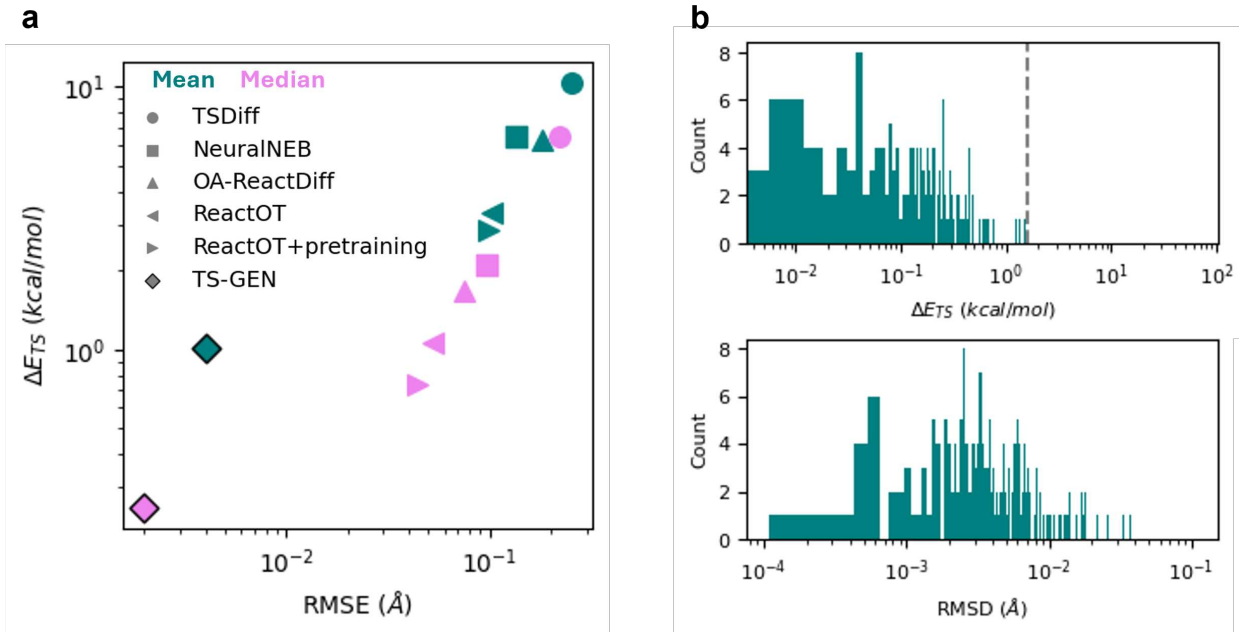 a
Mean Median
TSDiff
NeuralNEB
OA-ReactDiff
ReactOT
ReactOT+pretraining
TS-GEN
10¹
10⁰
ΔE_TS (kcal/mol)
10⁻² 10⁻¹
RMSE (Å)
b
8
6
4
2
0
Count
10⁻² 10⁻¹ 10⁰ 10¹ 10²
ΔE_TS (kcal/mol)
8
6
4
2
0
Count
10⁻⁴ 10⁻³ 10⁻² 10⁻¹
RMSD (Å)